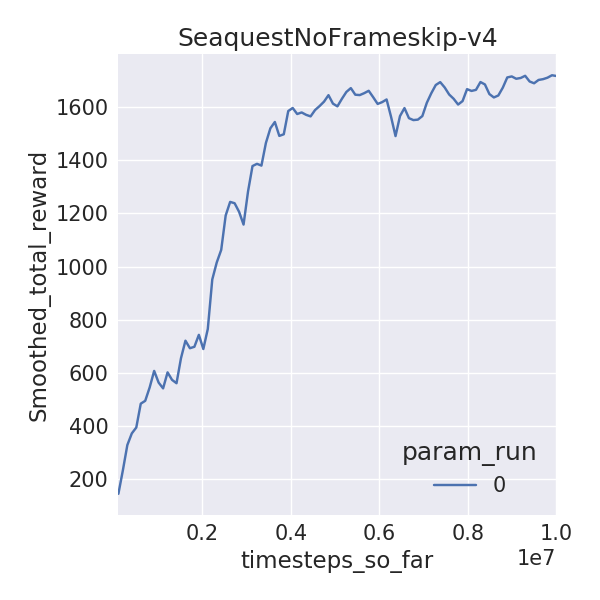 SeaquestNoFrameskip-v4
Smoothed_total_reward
1600
1400
1200
1000
800
600
400
200
param_run
0
0.2 0.4 0.6 0.8 1.0
1e7
timesteps_so_far